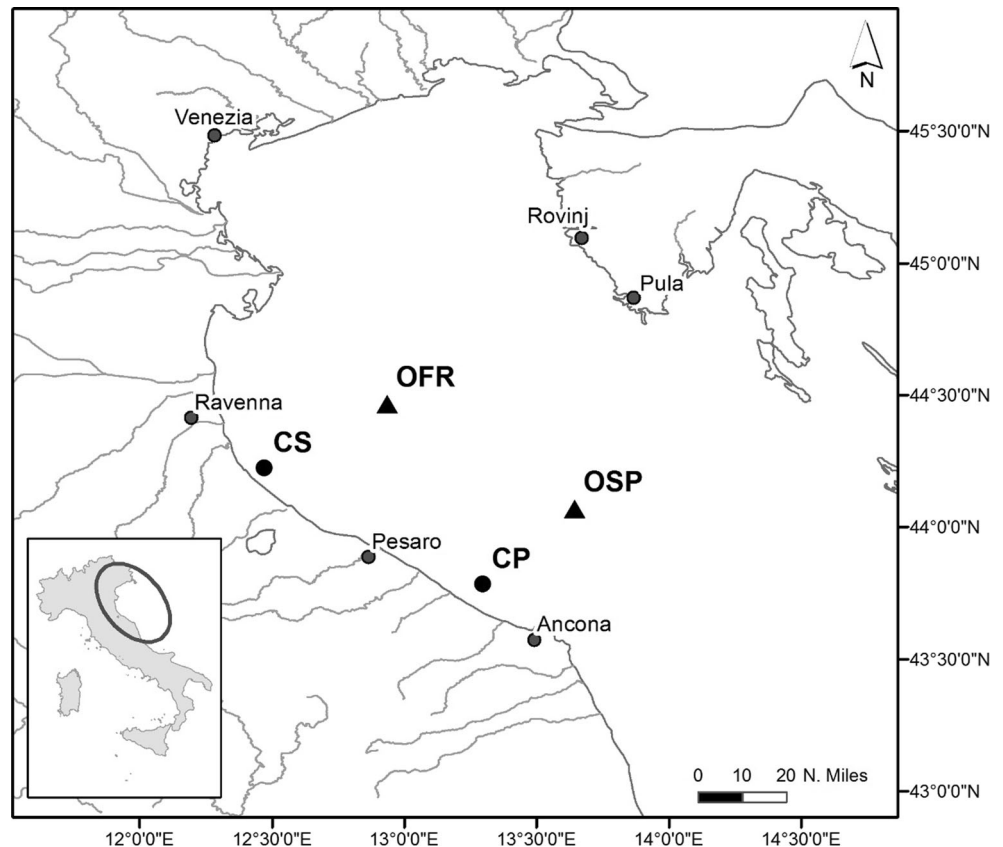 N
Venezia
45°30'0"N
Rovinj
45°0'0"N
Pula
OFR
44°30'0"N
Ravenna
CS
OSP
44°0'0"N
Pesaro
CP
Ancona
43°30'0"N
0 10 20 N. Miles
43°0'0"N
12°0'0"E 12°30'0"E 13°0'0"E 13°30'0"E 14°0'0"E 14°30'0"E